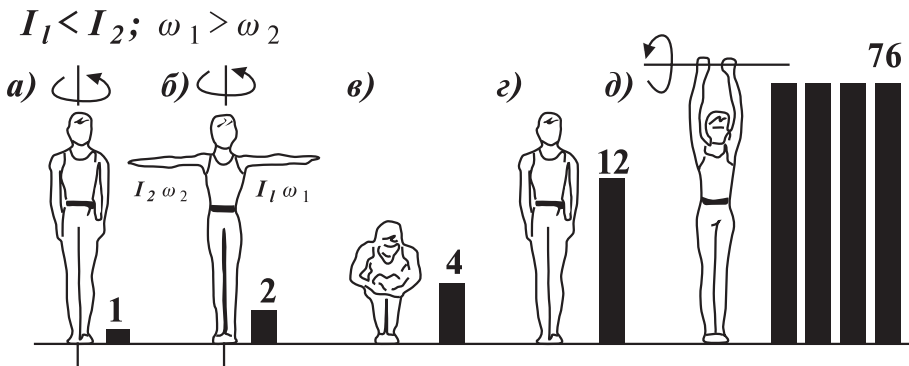 I₁ < I₂; ω₁ > ω₂
а) б) в) г) д) 76
12
I₂ ω₂ I₁ ω₁
4
1 2